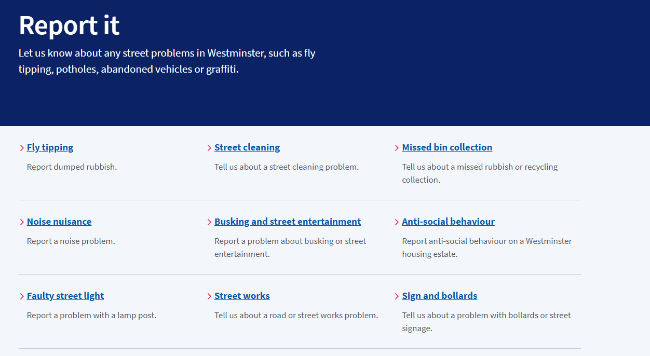 Report it
Let us know about any street problems in Westminster, such as fly
tipping, potholes, abandoned vehicles or graffiti.
Fly tipping
Report dumped rubbish.
Street cleaning
Tell us about a street cleaning problem.
Missed bin collection
Tell us about a missed rubbish or recycling
collection.
Noise nuisance
Report a noise problem.
Busking and street entertainment
Report a problem about busking or street
entertainment.
Anti-social behaviour
Report anti-social behaviour on a Westminster
housing estate.
Faulty street light
Report a problem with a lamp post.
Street works
Tell us about a road or street works problem.
Sign and bollards
Tell us about a problem with bollards or street
signage.